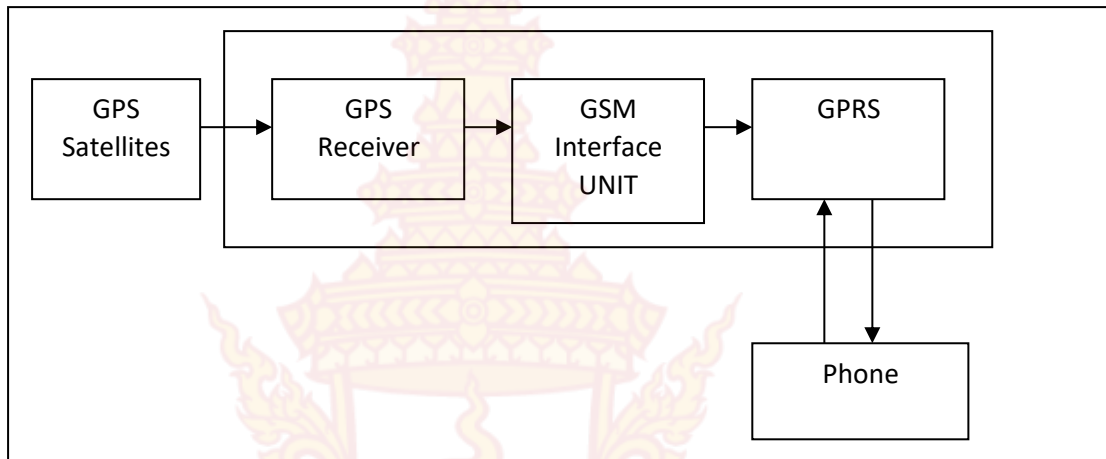 GPS
Satellites
GPS
Receiver
GSM
Interface
UNIT
GPRS
Phone